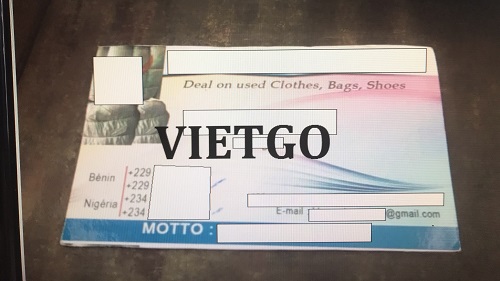 Deal on used Clothes, Bags, Shoes
VIETGO
Bénin +229
+229
Nigéria +234
+234
E-mail @gmail.com
MOTTO :